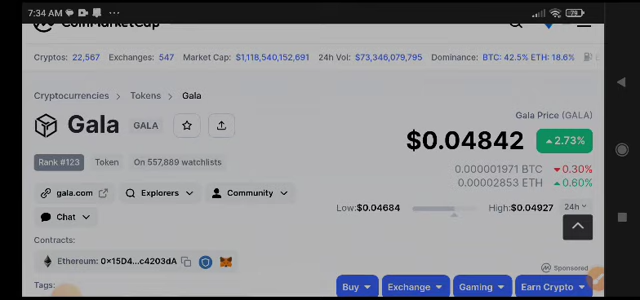 7:34 AM
79
CoinMarketCap
Cryptos: 22,567 Exchanges: 547 Market Cap: $1,118,540,152,691 24h Vol: $73,346,079,795 Dominance: BTC: 42.5% ETH: 18.6%
Cryptocurrencies > Tokens > Gala
Gala GALA
Rank #123 Token On 557,889 watchlists
gala.com Explorers Community
Chat
Contracts:
Ethereum: 0x15D4...c4203dA
Tags:
Gala Price (GALA)
$0.04842 2.73%
0.000001971 BTC 0.30%
0.00002853 ETH 0.60%
Low: $0.04684 High: $0.04927 24h
Sponsored
Buy Exchange Gaming Earn Crypto